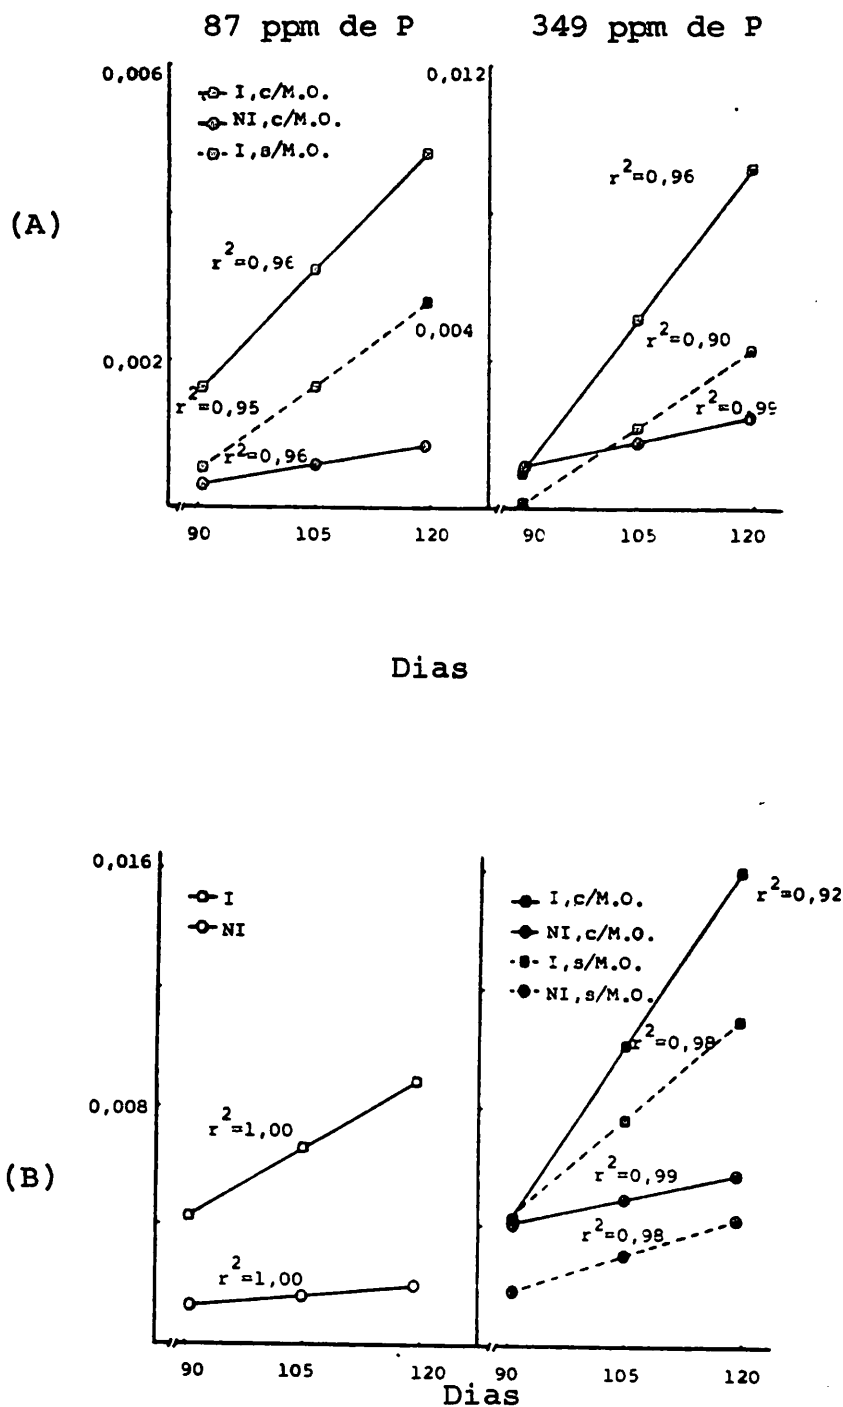 87 ppm de P
349 ppm de P
(A)
0,006
I,c/M.O.
NI,c/M.O.
I,s/M.O.
r²=0,96
0,002
r²=0,95
r²=0,96
90 105 120
0,012
r²=0,96
0,004
r²=0,90
r²=0,99
90 105 120
Dias
(B)
0,016
I
NI
0,008
r²=1,00
r²=1,00
90 105 120
I,c/M.O.
NI,c/M.O.
I,s/M.O.
NI,s/M.O.
r²=0,92
r²=0,98
r²=0,99
r²=0,98
90 105 120
Dias